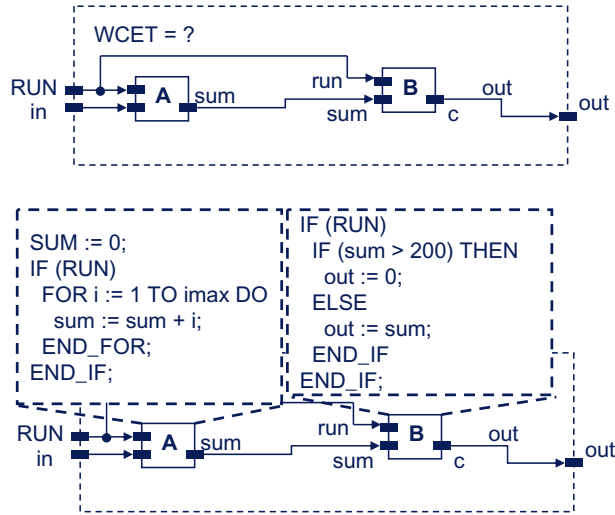 WCET = ?
RUN
in
A
sum
run
sum
B
c
out
out
SUM := 0;
IF (RUN)
FOR i := 1 TO imax DO
sum := sum + i;
END_FOR;
END_IF;
IF (RUN)
IF (sum > 200) THEN
out := 0;
ELSE
out := sum;
END_IF
END_IF;
RUN
in
A
sum
run
sum
B
c
out
out